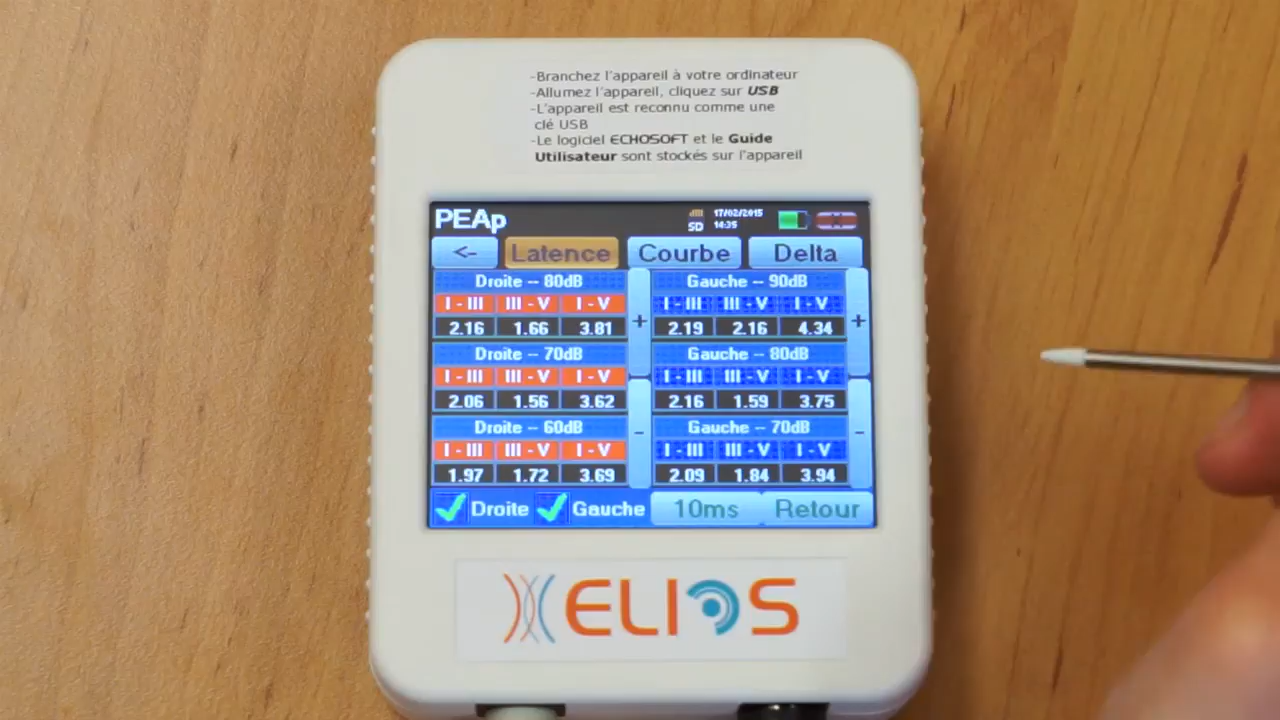 -Branchez l'appareil à votre ordinateur
-Allumez l'appareil, cliquez sur USB
-L'appareil est reconnu comme une
clé USB
-Le logiciel ECHOSOFT et le Guide
Utilisateur sont stockés sur l'appareil
PEAp SD 17/02/2015 14:35
<- Latence Courbe Delta
Droite -- 80dB Gauche -- 90dB
I - III III - V I - V + I - III III - V I - V +
2.16 1.66 3.81 2.19 2.16 4.34
Droite -- 70dB Gauche -- 80dB
I - III III - V I - V I - III III - V I - V
2.06 1.56 3.62 2.16 1.59 3.75
Droite -- 60dB - Gauche -- 70dB -
I - III III - V I - V I - III III - V I - V
1.97 1.72 3.69 2.09 1.84 3.94
Droite Gauche 10ms Retour
ELIOS